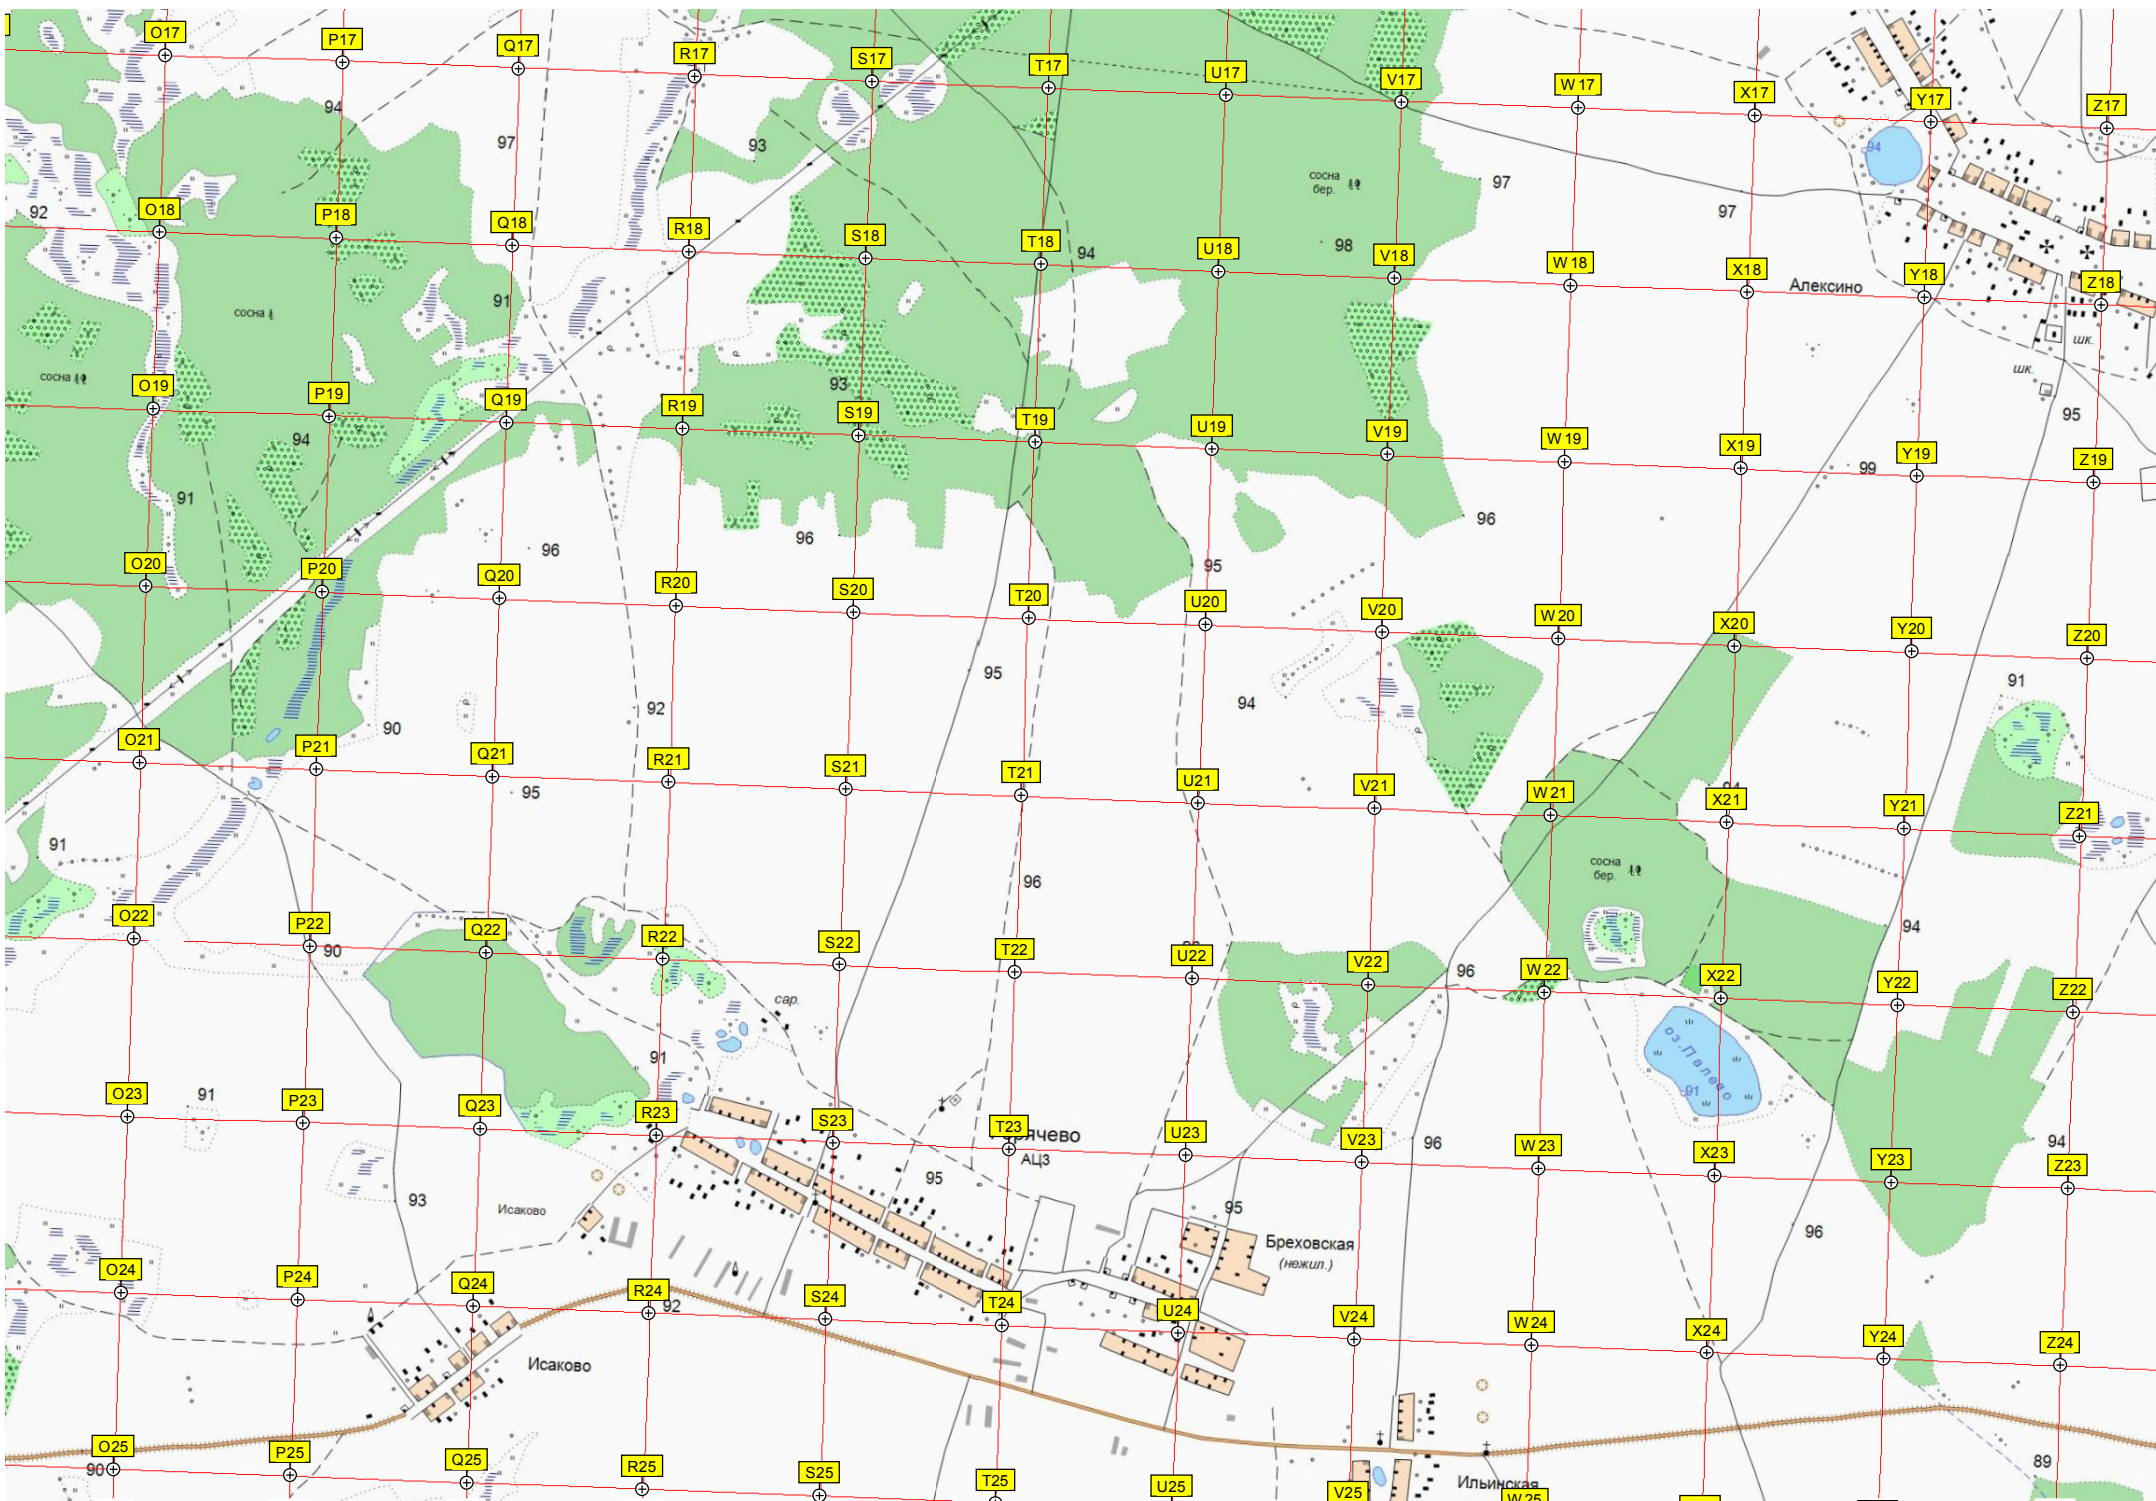 O17 P17 Q17 R17 S17 T17 U17 V17 W17 X17 Y17 Z17
94
97
93
94
сосна
бер.
97
97
92
98
O18 P18 Q18 R18 S18 T18 U18 V18 W18 X18 Y18 Z18
94
91
Алексино
сосна
шк.
шк.
сосна
93
95
O19 P19 Q19 R19 S19 T19 U19 V19 W19 X19 Y19 Z19
94
99
91
96
96
96
95
O20 P20 Q20 R20 S20 T20 U20 V20 W20 X20 Y20 Z20
95
91
94
92
90
O21 P21 Q21 R21 S21 T21 U21 V21 W21 X21 Y21 Z21
95
91
сосна
бер.
96
94
O22 P22 Q22 R22 S22 T22 U22 V22 W22 X22 Y22 Z22
90
96
сар.
91
оз. Палево
91
91
O23 P23 Q23 R23 S23 T23 U23 V23 W23 X23 Y23 Z23
АЦЗ
96
94
95
93
Исаково
95
96
Бреховская
(нежил.)
O24 P24 Q24 R24 S24 T24 U24 V24 W24 X24 Y24 Z24
92
Исаково
O25 P25 Q25 R25 S25 T25 U25 V25 W25
90
89
Ильинская